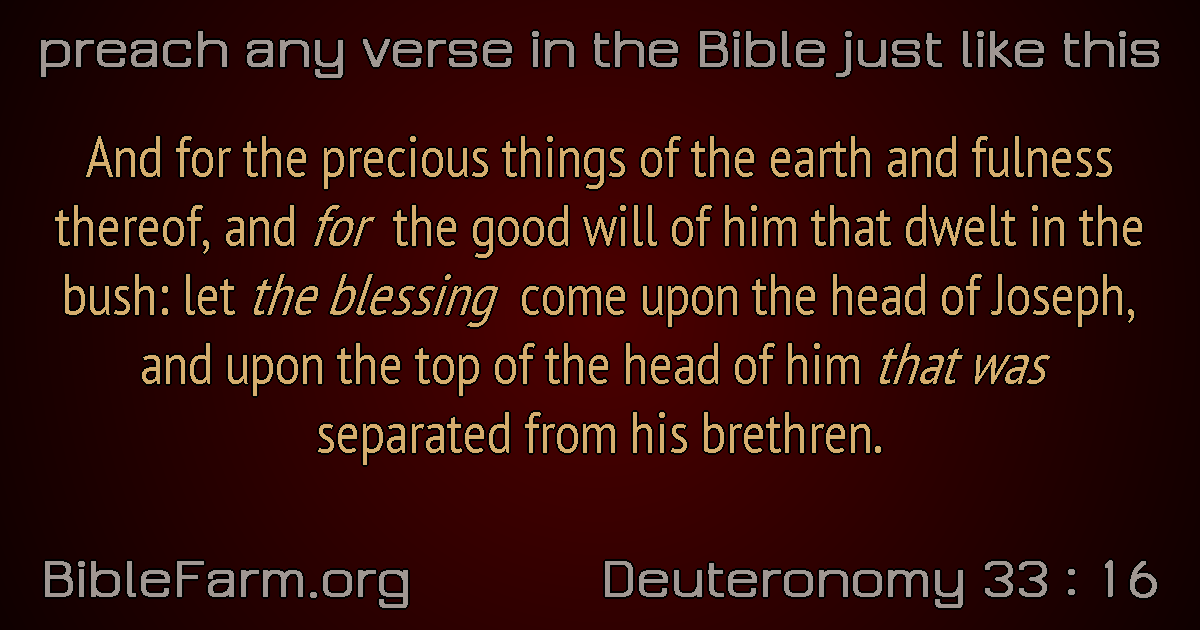 preach any verse in the Bible just like this
And for the precious things of the earth and fulness
thereof, and for the good will of him that dwelt in the
bush: let the blessing come upon the head of Joseph,
and upon the top of the head of him that was
separated from his brethren.
BibleFarm.org
Deuteronomy 33 : 16